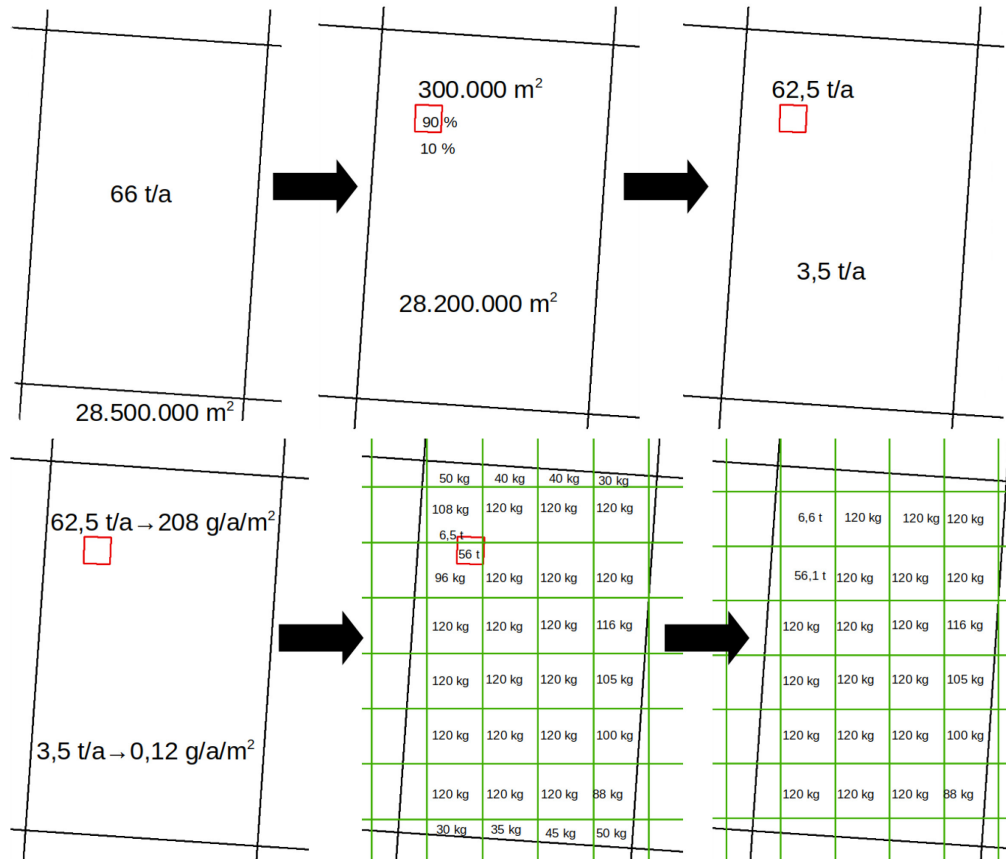 66 t/a
28.500.000 m²
300.000 m²
90 %
10 %
28.200.000 m²
62,5 t/a
3,5 t/a
62,5 t/a→208 g/a/m²
3,5 t/a→0,12 g/a/m²
50 kg 40 kg 40 kg 30 kg
108 kg 120 kg 120 kg 120 kg
6,5 t
56 t
96 kg 120 kg 120 kg 120 kg
120 kg 120 kg 120 kg 116 kg
120 kg 120 kg 120 kg 105 kg
120 kg 120 kg 120 kg 100 kg
120 kg 120 kg 120 kg 88 kg
30 kg 35 kg 45 kg 50 kg
6,6 t 120 kg 120 kg 120 kg
56,1 t 120 kg 120 kg 120 kg
120 kg 120 kg 120 kg 116 kg
120 kg 120 kg 120 kg 105 kg
120 kg 120 kg 120 kg 100 kg
120 kg 120 kg 120 kg 88 kg